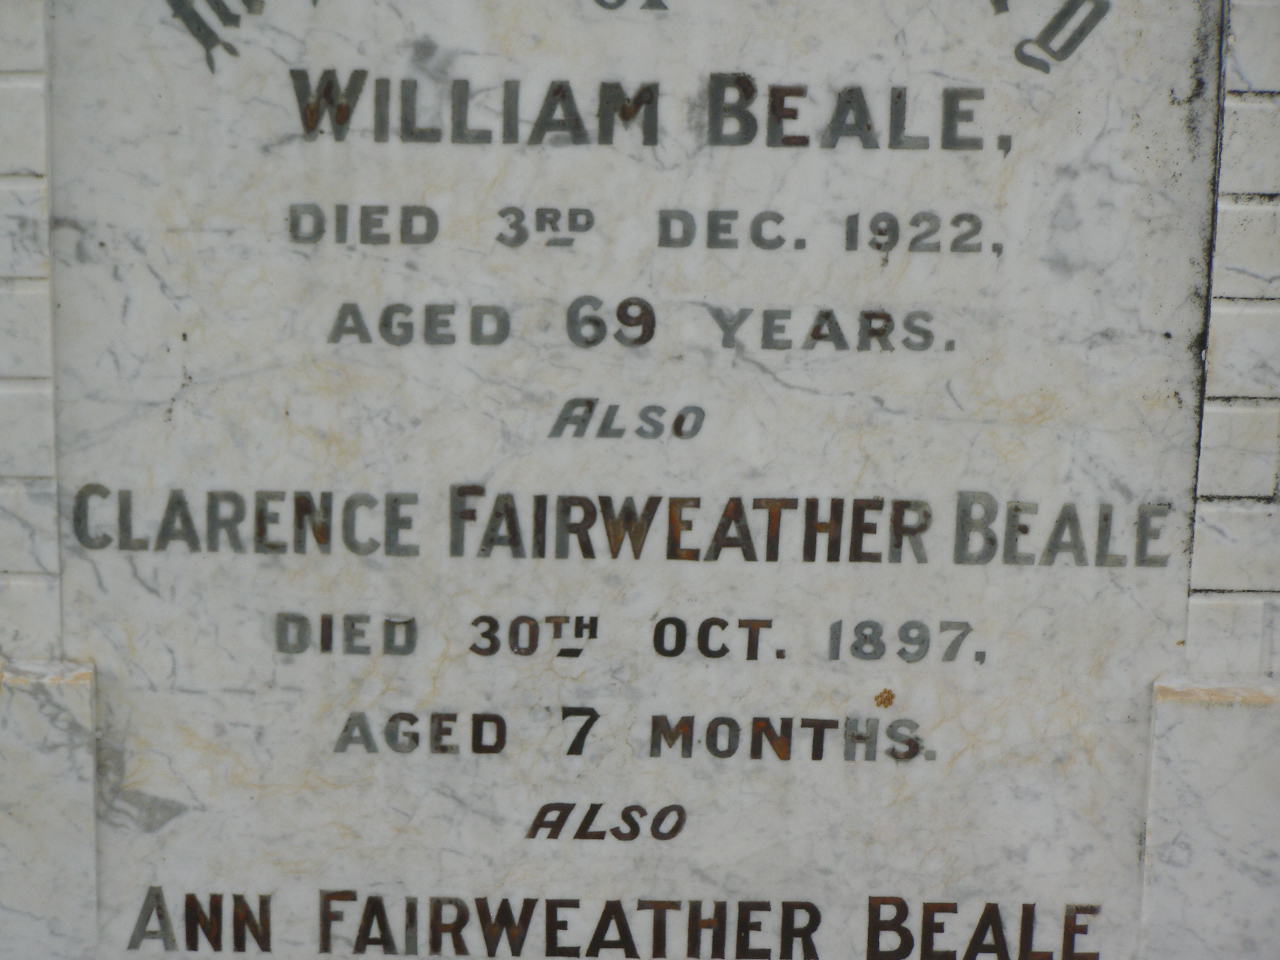 WILLIAM BEALE,
DIED 3RD DEC. 1922,
AGED 69 YEARS.
ALSO
CLARENCE FAIRWEATHER BEALE
DIED 30TH OCT. 1897,
AGED 7 MONTHS.
ALSO
ANN FAIRWEATHER BEALE